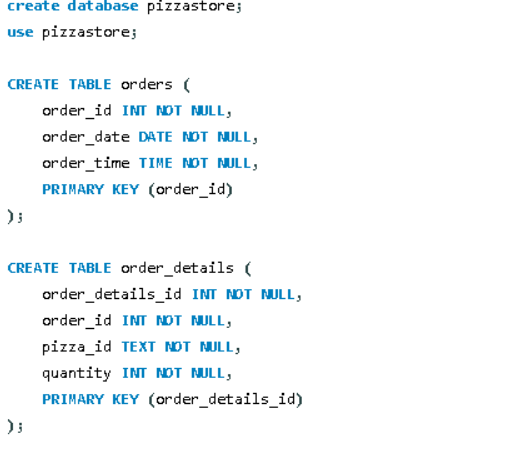 create database pizzastore;
use pizzastore;
CREATE TABLE orders (
order_id INT NOT NULL,
order_date DATE NOT NULL,
order_time TIME NOT NULL,
PRIMARY KEY (order_id)
);
CREATE TABLE order_details (
order_details_id INT NOT NULL,
order_id INT NOT NULL,
pizza_id TEXT NOT NULL,
quantity INT NOT NULL,
PRIMARY KEY (order_details_id)
);